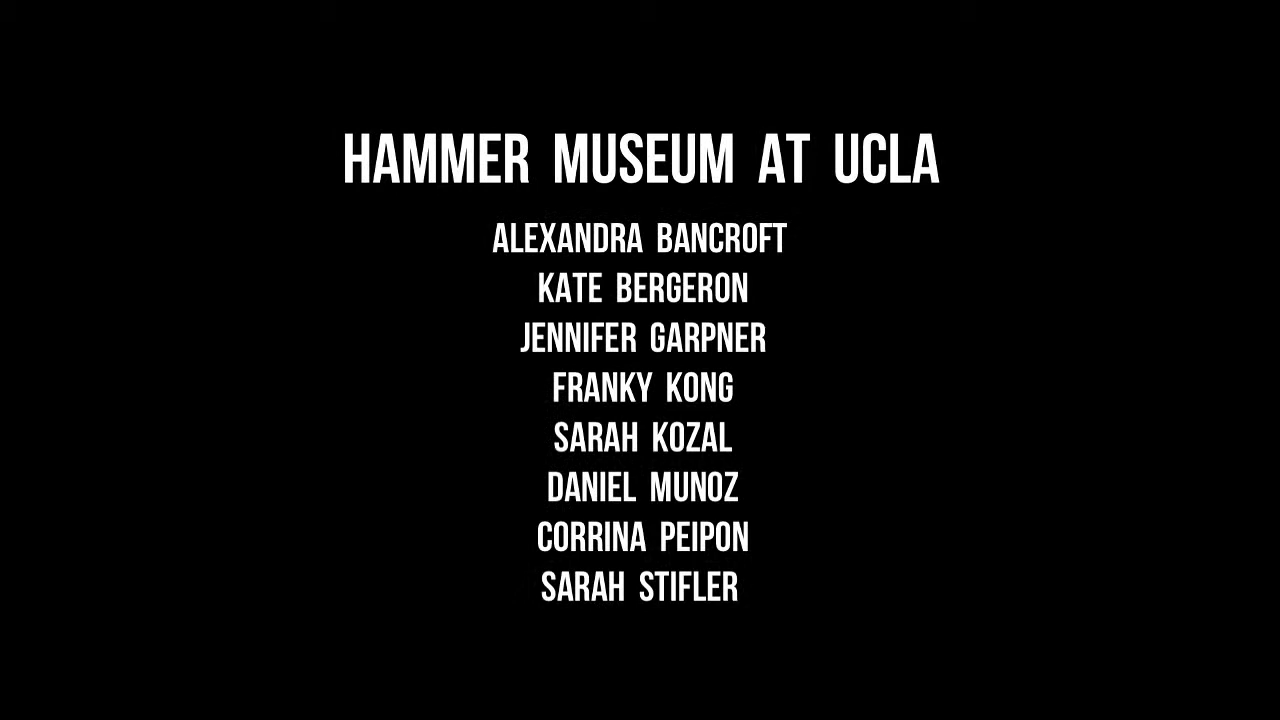 HAMMER MUSEUM AT UCLA
ALEXANDRA BANCROFT
KATE BERGERON
JENNIFER GARPNER
FRANKY KONG
SARAH KOZAL
DANIEL MUNOZ
CORRINA PEIPON
SARAH STIFLER